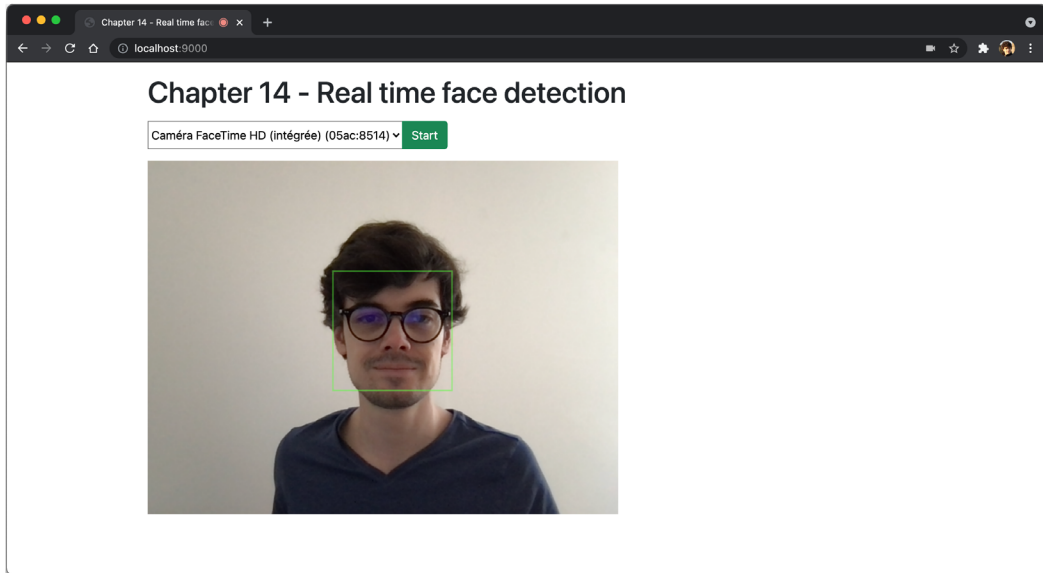 Chapter 14 - Real time fac
localhost:9000
Chapter 14 - Real time face detection
Caméra FaceTime HD (intégrée) (05ac:8514)
Start